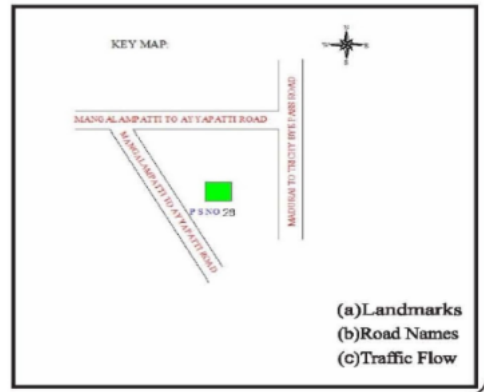 KEY MAP:
N
W E
S
MANGALAMPATTI TO AYYAPATTI ROAD
MADURAI TO TRICHY BYE PASS ROAD
MANGALAMPATTI TO AYYAPATTI ROAD
P S NO 28
(a)Landmarks
(b)Road Names
(c)Traffic Flow